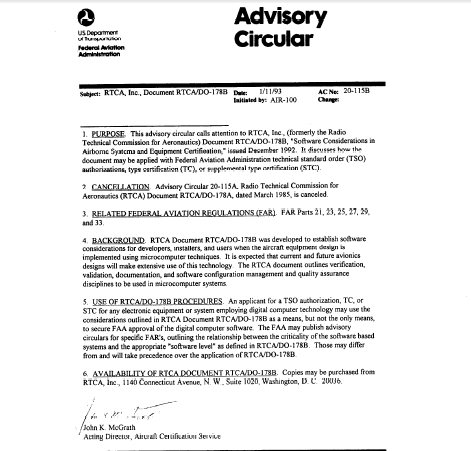 Advisory
Circular
U.S. Department
of Transportation
Federal Aviation
Administration
Subject: RTCA, Inc., Document RTCA/DO-178B Date: 1/11/93 AC No: 20-115B
Initiated by: AIR-100 Change:
1. PURPOSE. This advisory circular calls attention to RTCA, Inc., (formerly the Radio
Technical Commission for Aeronautics) Document RTCA/DO-178B, "Software Considerations in
Airborne Systems and Equipment Certification," issued December 1992. It discusses how the
document may be applied with Federal Aviation Administration technical standard order (TSO)
authorizations, type certification (TC), or supplemental type certification (STC).
2. CANCELLATION. Advisory Circular 20-115A, Radio Technical Commission for
Aeronautics (RTCA) Document RTCA/DO-178A, dated March 1985, is canceled.
3. RELATED FEDERAL AVIATION REGULATIONS (FAR). FAR Parts 21, 23, 25, 27, 29,
and 33.
4. BACKGROUND. RTCA Document RTCA/DO-178B was developed to establish software
considerations for developers, installers, and users when the aircraft equipment design is
implemented using microcomputer techniques. It is expected that current and future avionics
designs will make extensive use of this technology. The RTCA document outlines verification,
validation, documentation, and software configuration management and quality assurance
disciplines to be used in microcomputer systems.
5. USE OF RTCA/DO-178B PROCEDURES. An applicant for a TSO authorization, TC, or
STC for any electronic equipment or system employing digital computer technology may use the
considerations outlined in RTCA Document RTCA/DO-178B as a means, but not the only means,
to secure FAA approval of the digital computer software. The FAA may publish advisory
circulars for specific FAR's, outlining the relationship between the criticality of the software based
systems and the appropriate "software level" as defined in RTCA/DO-178B. Those may differ
from and will take precedence over the application of RTCA/DO-178B.
6. AVAILABILITY OF RTCA DOCUMENT RTCA/DO-178B. Copies may be purchased from
RTCA, Inc., 1140 Connecticut Avenue, N. W., Suite 1020, Washington, D. C. 20036.
John K. McGrath
Acting Director, Aircraft Certification Service